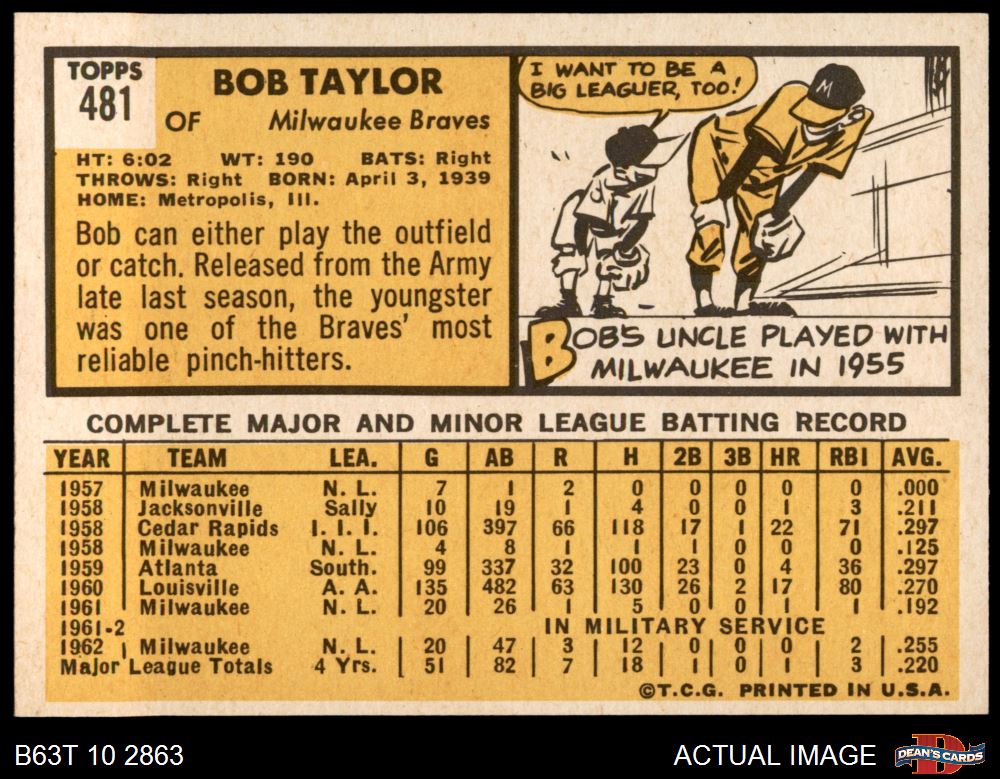 TOPPS
481
BOB TAYLOR
OF Milwaukee Braves
HT: 6:02 WT: 190 BATS: Right
THROWS: Right BORN: April 3, 1939
HOME: Metropolis, Ill.
Bob can either play the outfield
or catch. Released from the Army
late last season, the youngster
was one of the Braves' most
reliable pinch-hitters.
I WANT TO BE A
BIG LEAGUER, TOO!
M
BOB'S UNCLE PLAYED WITH
MILWAUKEE IN 1955
COMPLETE MAJOR AND MINOR LEAGUE BATTING RECORD
YEAR TEAM LEA. G AB R H 2B 3B HR RBI AVG.
1957 Milwaukee N. L. 7 1 2 0 0 0 0 0 .000
1958 Jacksonville Sally 10 19 1 4 0 0 1 3 .211
1958 Cedar Rapids I. I. I. 106 397 66 118 17 1 22 71 .297
1958 Milwaukee N. L. 4 8 1 1 1 0 0 0 .125
1959 Atlanta South. 99 337 32 100 23 0 4 36 .297
1960 Louisville A. A. 135 482 63 130 26 2 17 80 .270
1961 Milwaukee N. L. 20 26 1 5 0 0 1 1 .192
1961-2 IN MILITARY SERVICE
1962 Milwaukee N. L. 20 47 3 12 0 0 0 2 .255
Major League Totals 4 Yrs. 51 82 7 18 1 0 1 3 .220
©T.C.G. PRINTED IN U.S.A.
B63T 10 2863
ACTUAL IMAGE
DEAN'S CARDS